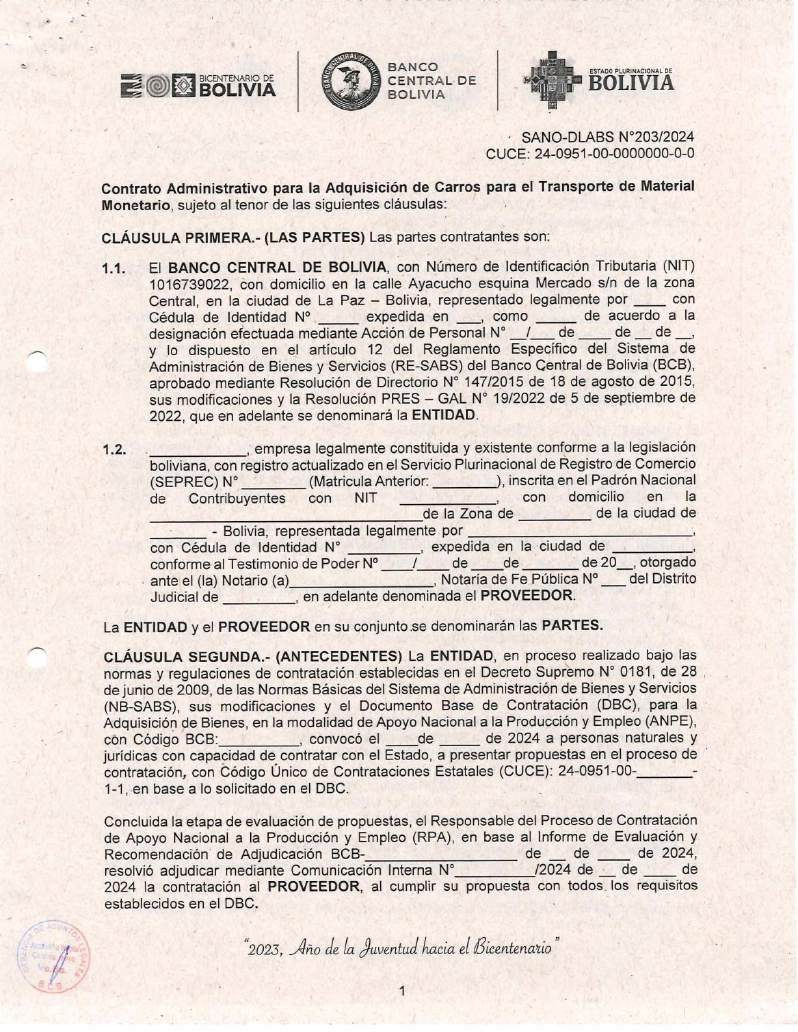 BICENTENARIO DE
BOLIVIA
BANCO
CENTRAL DE
BOLIVIA
ESTADO PLURINACIONAL DE
BOLIVIA
SANO-DLABS N°203/2024
CUCE: 24-0951-00-0000000-0-0
Contrato Administrativo para la Adquisición de Carros para el Transporte de Material
Monetario, sujeto al tenor de las siguientes cláusulas:
CLÁUSULA PRIMERA.- (LAS PARTES) Las partes contratantes son:
1.1. El BANCO CENTRAL DE BOLIVIA, con Número de Identificación Tributaria (NIT)
1016739022, con domicilio en la calle Ayacucho esquina Mercado s/n de la zona
Central, en la ciudad de La Paz – Bolivia, representado legalmente por ____ con
Cédula de Identidad Nº _____ expedida en ___, como _____ de acuerdo a la
designación efectuada mediante Acción de Personal N° __/___ de ____ de __ de __,
y lo dispuesto en el artículo 12 del Reglamento Específico del Sistema de
Administración de Bienes y Servicios (RE-SABS) del Banco Central de Bolivia (BCB),
aprobado mediante Resolución de Directorio N° 147/2015 de 18 de agosto de 2015,
sus modificaciones y la Resolución PRES – GAL N° 19/2022 de 5 de septiembre de
2022, que en adelante se denominará la ENTIDAD.
1.2. _____________, empresa legalmente constituida y existente conforme a la legislación
boliviana, con registro actualizado en el Servicio Plurinacional de Registro de Comercio
(SEPREC) N° ________ (Matricula Anterior: ________), inscrita en el Padrón Nacional
de Contribuyentes con NIT ____________, con domicilio en la
____________________________________de la Zona de _________ de la ciudad de
_______ - Bolivia, representada legalmente por ____________________________,
con Cédula de Identidad N° _________, expedida en la ciudad de __________,
conforme al Testimonio de Poder Nº ____/____ de ____de _______ de 20__, otorgado
ante el (la) Notario (a)__________________, Notaría de Fe Pública Nº ___ del Distrito
Judicial de _________, en adelante denominada el PROVEEDOR.
La ENTIDAD y el PROVEEDOR en su conjunto se denominarán las PARTES.
CLÁUSULA SEGUNDA.- (ANTECEDENTES) La ENTIDAD, en proceso realizado bajo las
normas y regulaciones de contratación establecidas en el Decreto Supremo N° 0181, de 28
de junio de 2009, de las Normas Básicas del Sistema de Administración de Bienes y Servicios
(NB-SABS), sus modificaciones y el Documento Base de Contratación (DBC), para la
Adquisición de Bienes, en la modalidad de Apoyo Nacional a la Producción y Empleo (ANPE),
con Código BCB:__________, convocó el ____de _____ de 2024 a personas naturales y
jurídicas con capacidad de contratar con el Estado, a presentar propuestas en el proceso de
contratación, con Código Único de Contrataciones Estatales (CUCE): 24-0951-00-_______-
1-1, en base a lo solicitado en el DBC.
Concluida la etapa de evaluación de propuestas, el Responsable del Proceso de Contratación
de Apoyo Nacional a la Producción y Empleo (RPA), en base al Informe de Evaluación y
Recomendación de Adjudicación BCB-___________________ de __ de ____ de 2024,
resolvió adjudicar mediante Comunicación Interna N°__________/2024 de __ de ____ de
2024 la contratación al PROVEEDOR, al cumplir su propuesta con todos los requisitos
establecidos en el DBC.
"2023, Año de la Juventud hacia el Bicentenario"
1